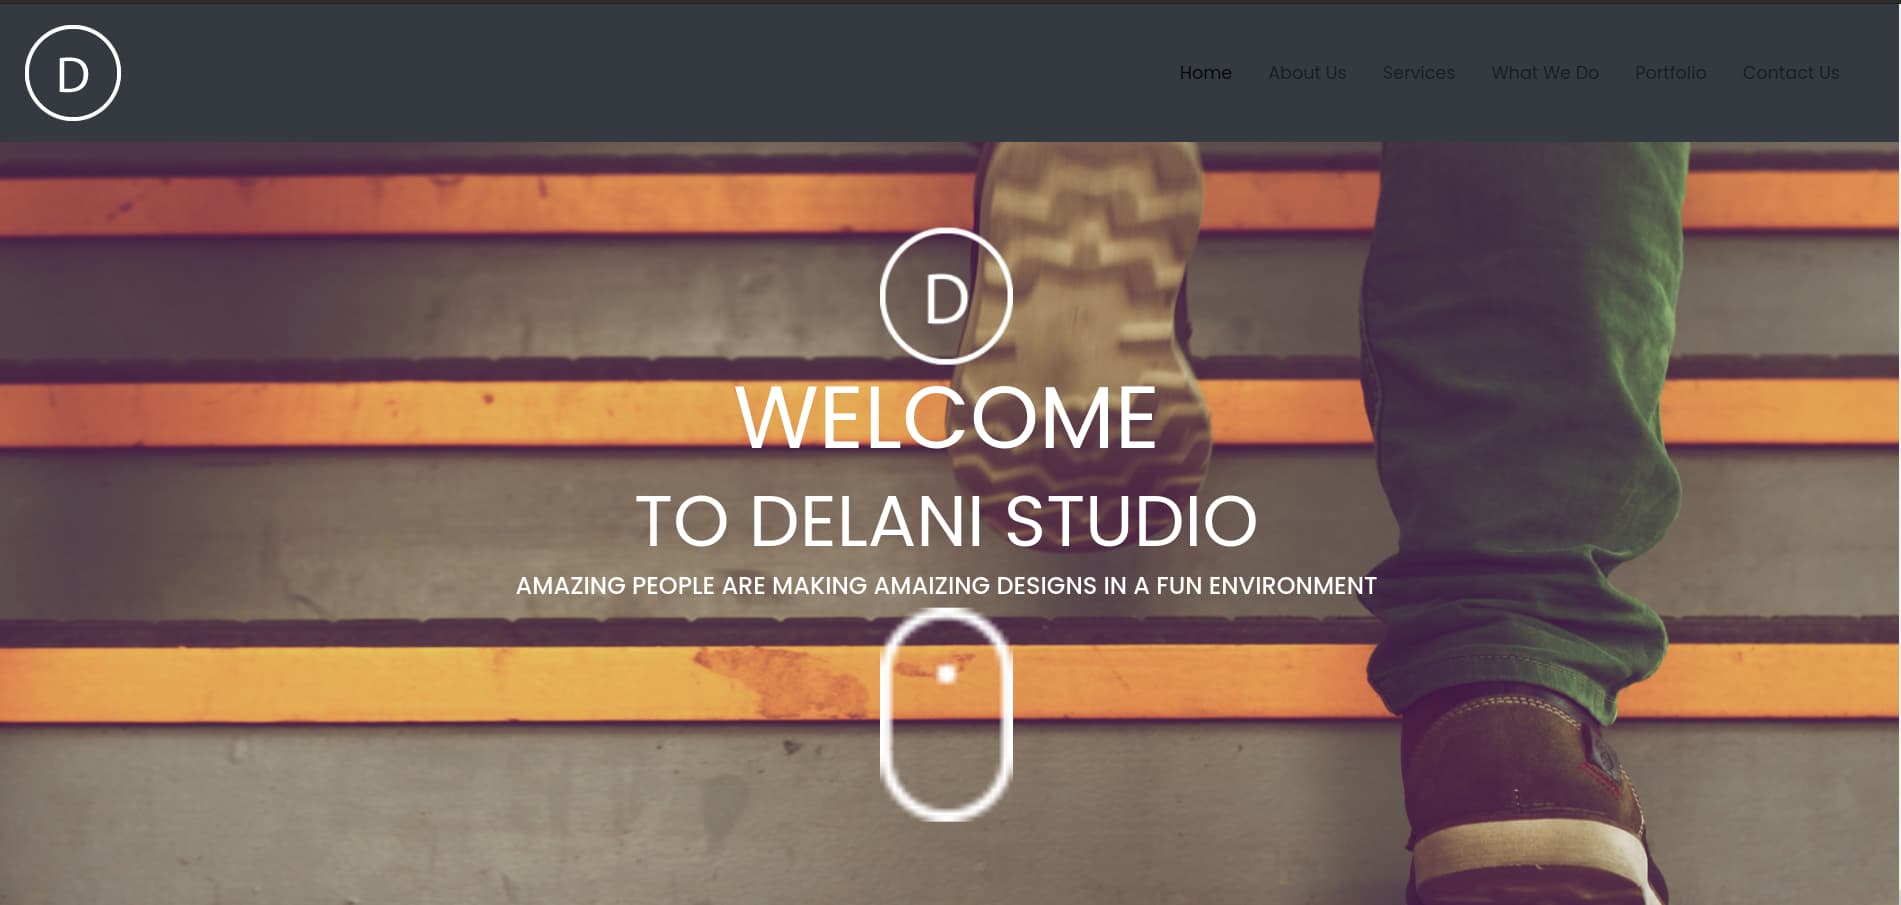 D
Home About Us Services What We Do Portfolio Contact Us
D
WELCOME
TO DELANI STUDIO
AMAZING PEOPLE ARE MAKING AMAIZING DESIGNS IN A FUN ENVIRONMENT